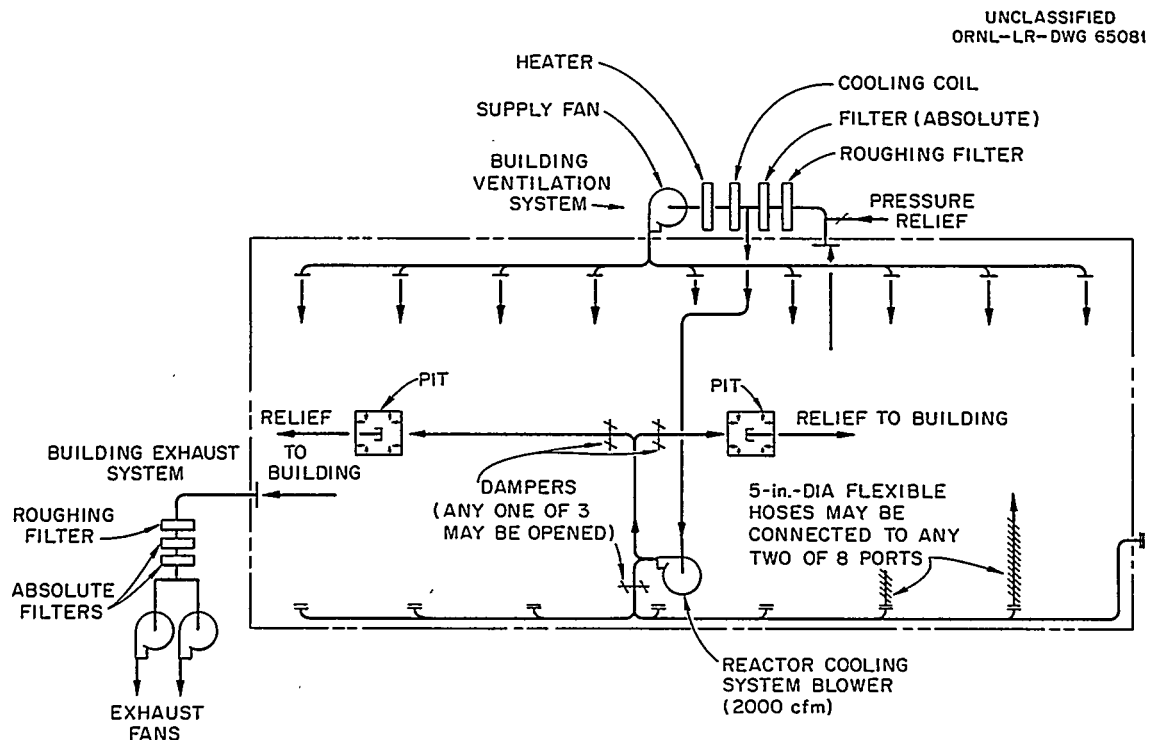 UNCLASSIFIED
ORNL-LR-DWG 65081
HEATER
COOLING COIL
SUPPLY FAN
FILTER (ABSOLUTE)
BUILDING
VENTILATION
SYSTEM
ROUGHING FILTER
PRESSURE
RELIEF
PIT
PIT
RELIEF
TO
BUILDING
RELIEF TO BUILDING
BUILDING EXHAUST
SYSTEM
DAMPERS
(ANY ONE OF 3
MAY BE OPENED)
5-in.-DIA FLEXIBLE
HOSES MAY BE
CONNECTED TO ANY
TWO OF 8 PORTS
ROUGHING
FILTER
ABSOLUTE
FILTERS
REACTOR COOLING
SYSTEM BLOWER
(2000 cfm)
EXHAUST
FANS